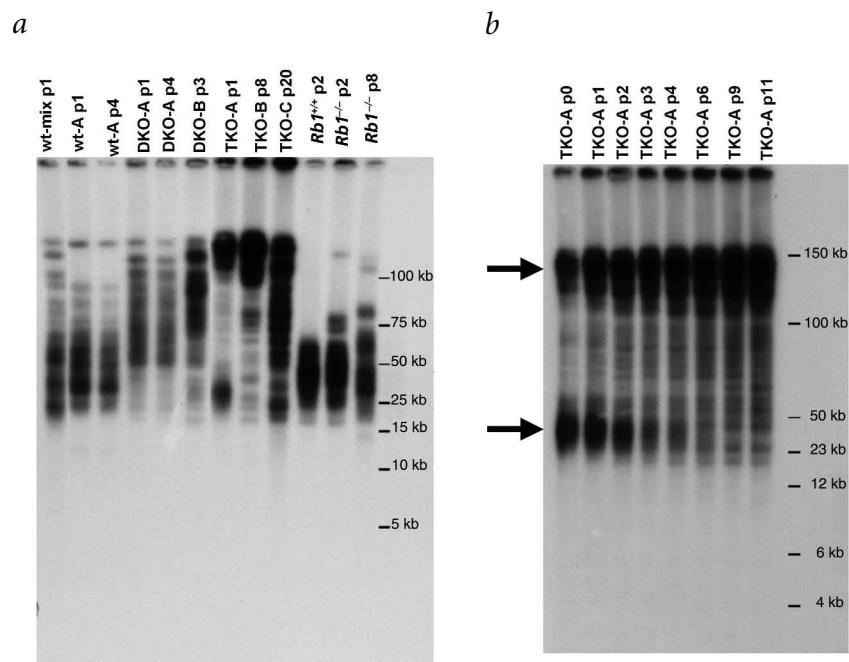 a
wt-mix p1
wt-A p1
wt-A p4
DKO-A p1
DKO-A p4
DKO-B p3
TKO-A p1
TKO-B p8
TKO-C p20
Rb1+/+ p2
Rb1–/– p2
Rb1–/– p8
100 kb
75 kb
50 kb
25 kb
15 kb
10 kb
5 kb
b
TKO-A p0
TKO-A p1
TKO-A p2
TKO-A p3
TKO-A p4
TKO-A p6
TKO-A p9
TKO-A p11
150 kb
100 kb
50 kb
23 kb
12 kb
6 kb
4 kb